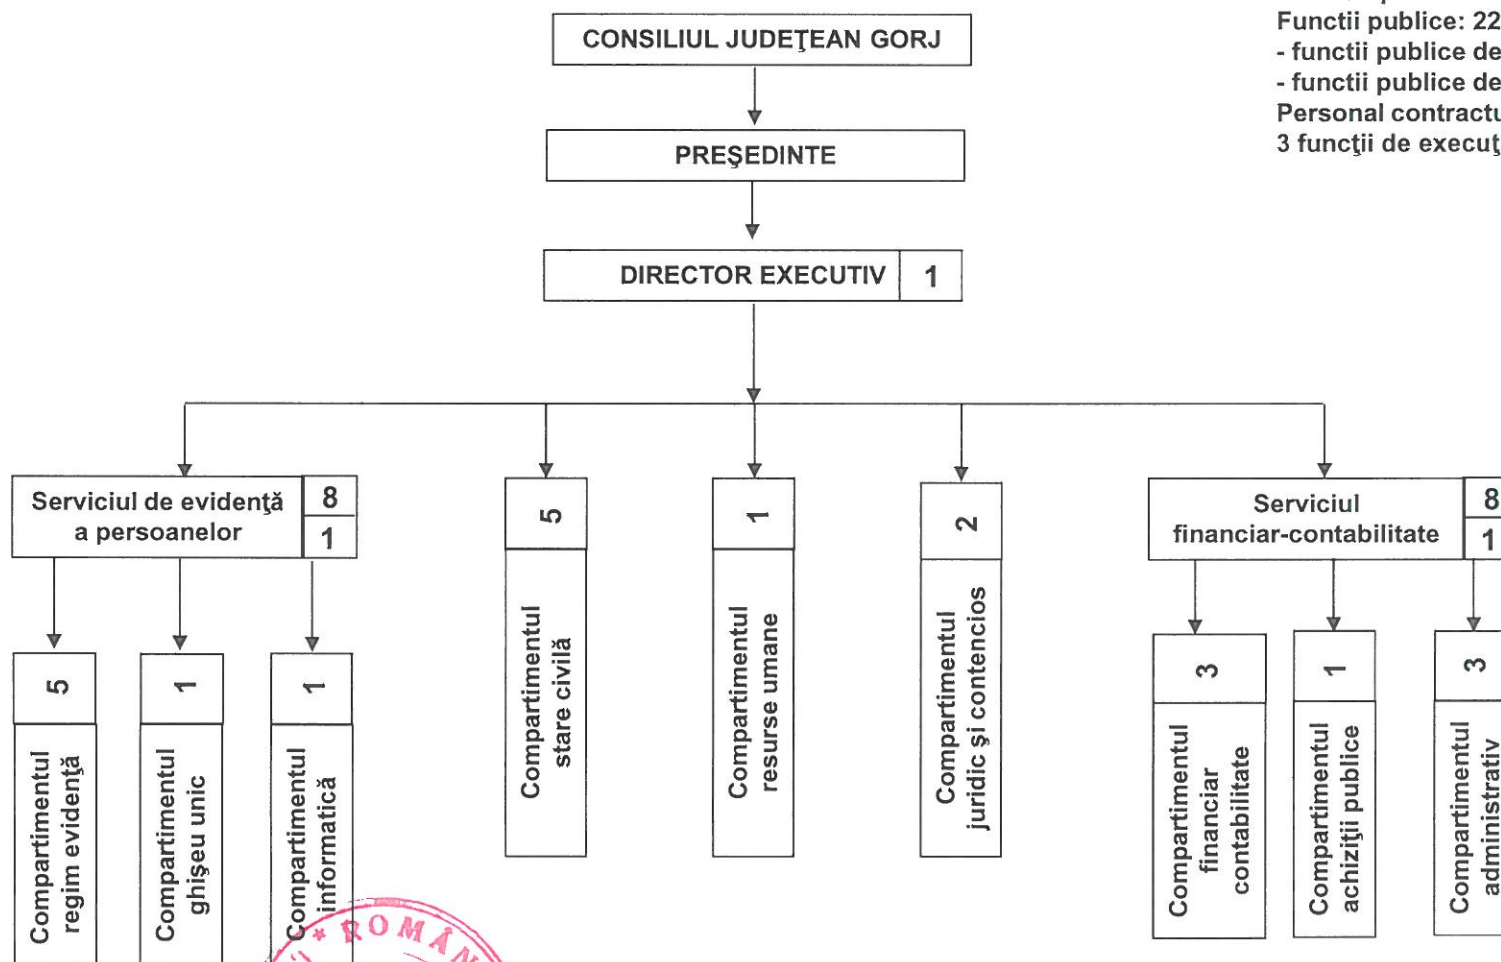 Functii publice: 22
- functii publice de
- functii publice de
Personal
3 funcţii de
CONSILIUL JUDEŢEAN GORJ
PREŞEDINTE
DIRECTOR EXECUTIV 1
Serviciul de evidenţă
a persoanelor
8
1
5
Compartimentul
stare civilă
1
Compartimentul
resurse umane
2
Compartimentul
juridic şi contencios
Serviciul
financiar-contabilitate
8
1
5
Compartimentul
regim evidenţă
1
Compartimentul
ghişeu unic
1
Compartimentul
informatică
3
Compartimentul
financiar
contabilitate
1
Compartimentul
achiziţii publice
3
Compartimentul
administrativ